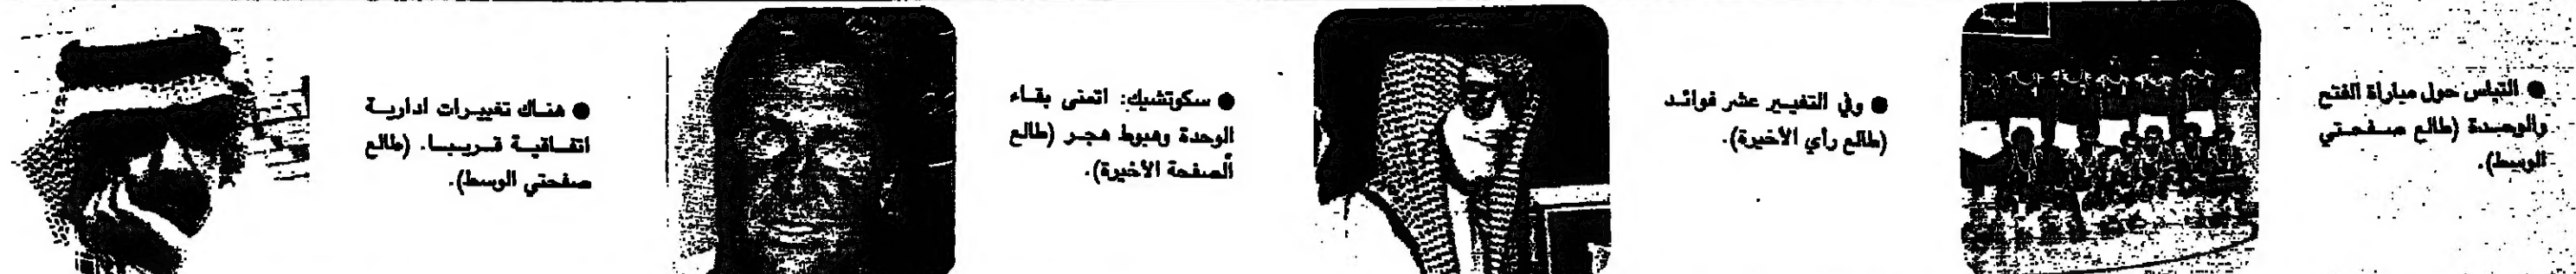 ● التباس حول مباراة الفتح
والوحدة (طالع صفحتي
الوسط).
● وفي التغيير عشر فوائد
(طالع رأي الأخيرة).
● سكوتشيك: اتمنى بقاء
الوحدة وهبوط هجر (طالع
الصفحة الأخيرة).
● هناك تغييرات ادارية
اتفاقية قريبا. (طالع
صفحتي الوسط).